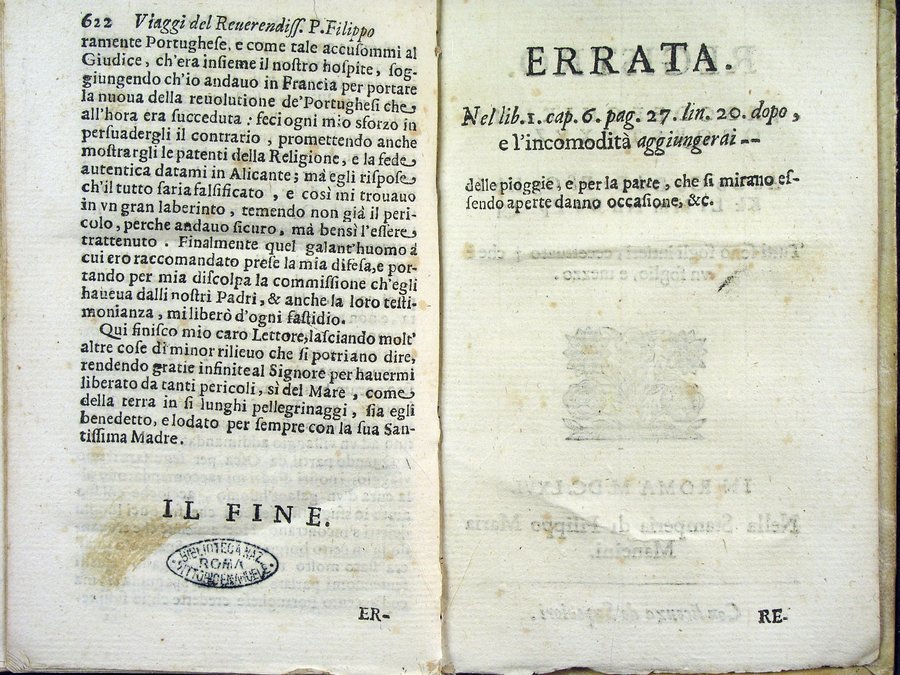 622 Viaggi del Reuerendiſſ. P. Filippo
ramente Portugheſe, e come tale accuſommi al
Giudice, ch'era inſieme il noſtro hoſpite, ſog-
giungendo ch'io andauo in Francia per portare
la nuoua della reuolutione de'Portugheſi che
all'hora era ſucceduta : feci ogni mio sforzo in
perſuadergli il contrario , promettendo anche
moſtrargli le patenti della Religione, e la fede
autentica datami in Alicante; mà egli riſpoſe
ch'il tutto ſaria falſificato , e così mi trouauo
in vn gran laberinto, temendo non già il peri-
colo, perche andauo ſicuro, mà bensì l'eſſere
trattenuto . Finalmente quel galant'huomo à
cui ero raccomandato preſe la mia difeſa, e por-
tando per mia diſcolpa la commiſſione ch'egli
haueua dalli noſtri Padri, & anche la loro teſti-
monianza , mi liberò d'ogni faſtidio.
Qui finiſco mio caro Lettore, laſciando molt'
altre coſe di minor rilieuo che ſi potriano dire,
rendendo gratie infinite al Signore per hauermi
liberato da tanti pericoli, sì del Mare , come
della terra in ſi lunghi pellegrinaggi , ſia egli
benedetto, e lodato per ſempre con la ſua San-
tiſſima Madre.
IL FINE.
BIBLIOTECA NAZ.
ROMA
VITTORIO EMANUELE
ER-
ERRATA.
Nel lib. 1. cap. 6. pag. 27. lin. 20. dopo ,
e l'incomodità aggiungerai --
delle pioggie, e per la parte , che ſi mirano eſ-
ſendo aperte danno occaſione, &c.
RE-